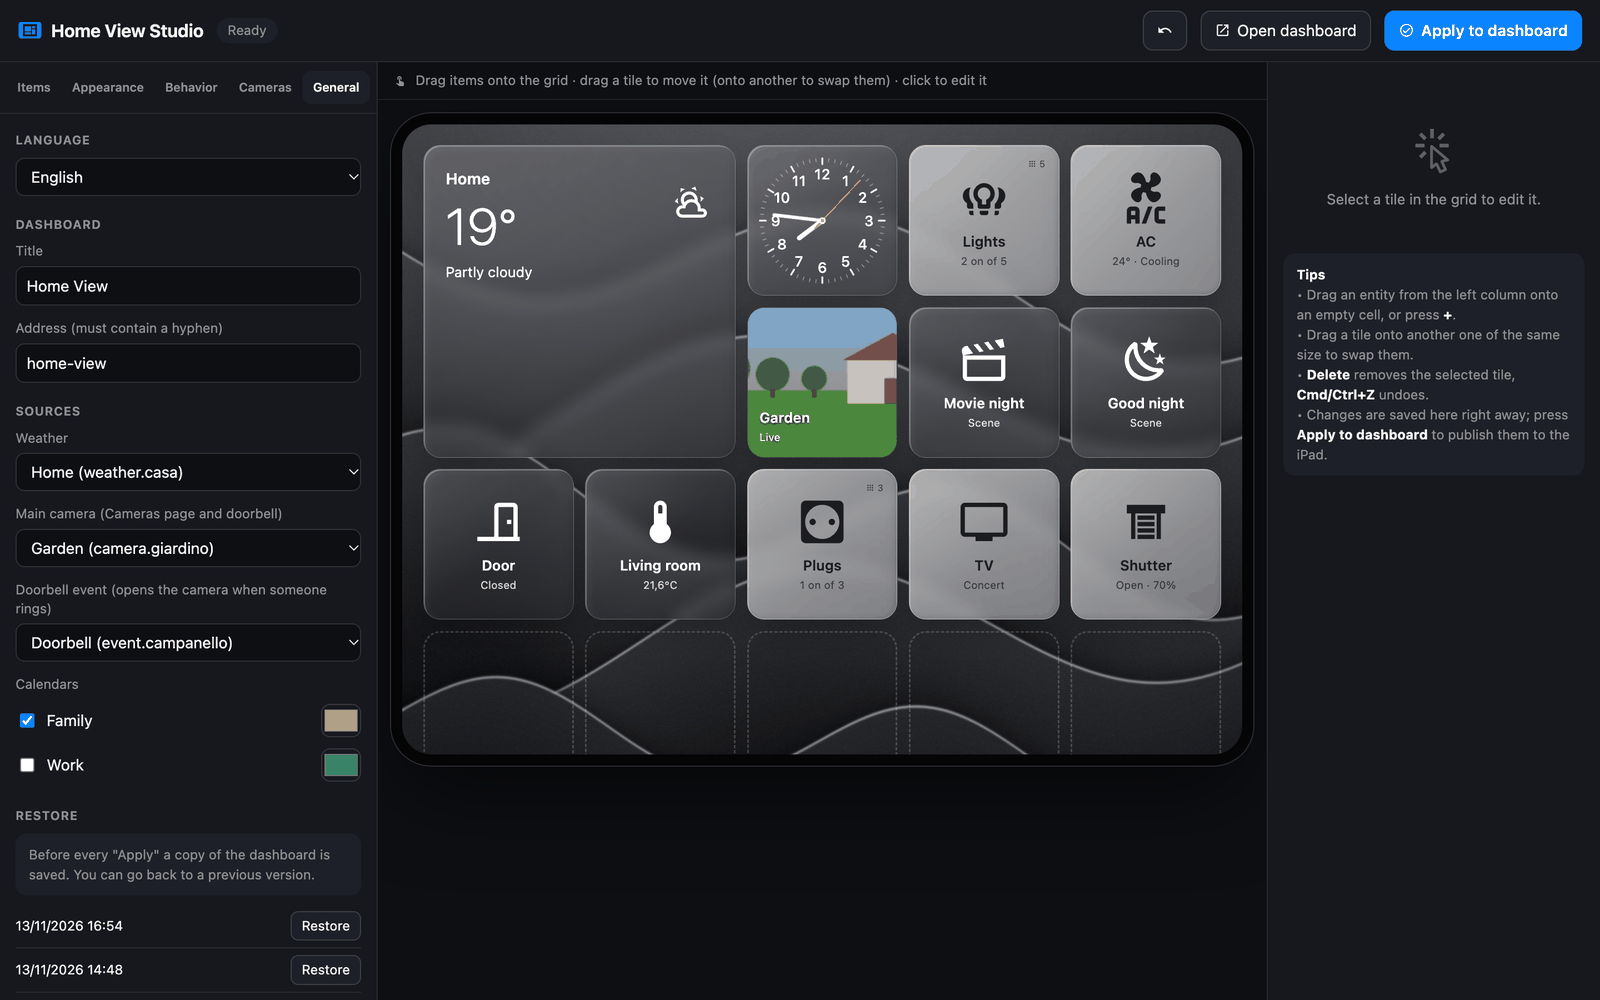 Home View Studio
Ready
Open dashboard
Apply to dashboard
Items
Appearance
Behavior
Cameras
General
Drag items onto the grid · drag a tile to move it (onto another to swap them) · click to edit it
LANGUAGE
English
DASHBOARD
Title
Home View
Address (must contain a hyphen)
home-view
SOURCES
Weather
Home (weather.casa)
Main camera (Cameras page and doorbell)
Garden (camera.giardino)
Doorbell event (opens the camera when someone
rings)
Doorbell (event.campanello)
Calendars
Family
Work
RESTORE
Before every "Apply" a copy of the dashboard is
saved. You can go back to a previous version.
13/11/2026 16:54
Restore
13/11/2026 14:48
Restore
Home
19°
Partly cloudy
12
1
2
3
4
5
6
7
8
9
10
11
5
Lights
2 on of 5
A/C
AC
24° · Cooling
Garden
Live
Movie night
Scene
Good night
Scene
Door
Closed
Living room
21,6°C
3
Plugs
1 on of 3
TV
Concert
Shutter
Open · 70%
Select a tile in the grid to edit it.
Tips
• Drag an entity from the left column onto
an empty cell, or press +.
• Drag a tile onto another one of the same
size to swap them.
• Delete removes the selected tile,
Cmd/Ctrl+Z undoes.
• Changes are saved here right away; press
Apply to dashboard to publish them to the
iPad.